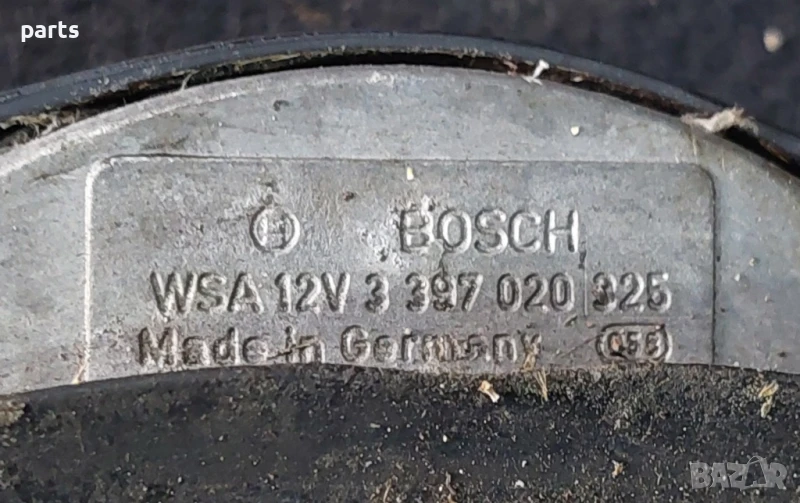 parts
BOSCH
WSA 12V 3 397 020 325
Made in Germany
BAZAR